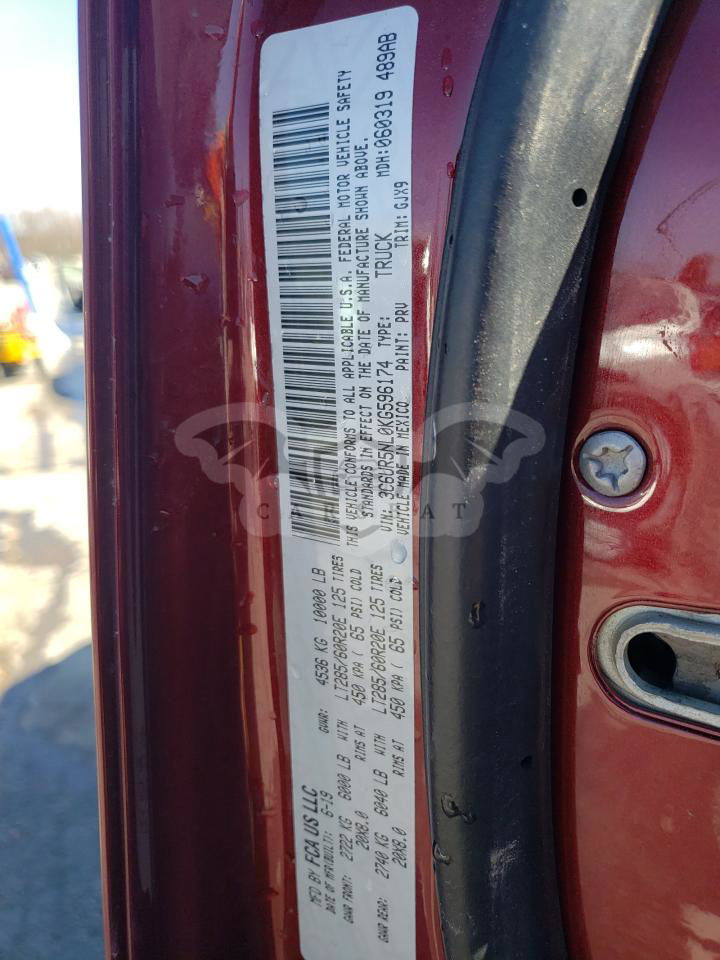 MFD BY FCA US LLC
DATE OF MFR(BUILT): 6-19 GVWR: 4536 KG 10000 LB
GAWR FRONT: 2722 KG 6000 LB WITH LT285/60R20E 125 TIRES
20X8.0 RIMS AT 450 KPA ( 65 PSI) COLD
GAWR REAR: 2740 KG 6040 LB WITH LT285/60R20E 125 TIRES
20X8.0 RIMS AT 450 KPA ( 65 PSI) COLD
THIS VEHICLE CONFORMS TO ALL APPLICABLE U.S.A. FEDERAL MOTOR VEHICLE SAFETY
STANDARDS IN EFFECT ON THE DATE OF MANUFACTURE SHOWN ABOVE.
VIN: 3C6UR5NL0KG596174 TYPE: TRUCK MDH:060319 489AB
VEHICLE MADE IN MEXICO PAINT: PRV TRIM: GJX9